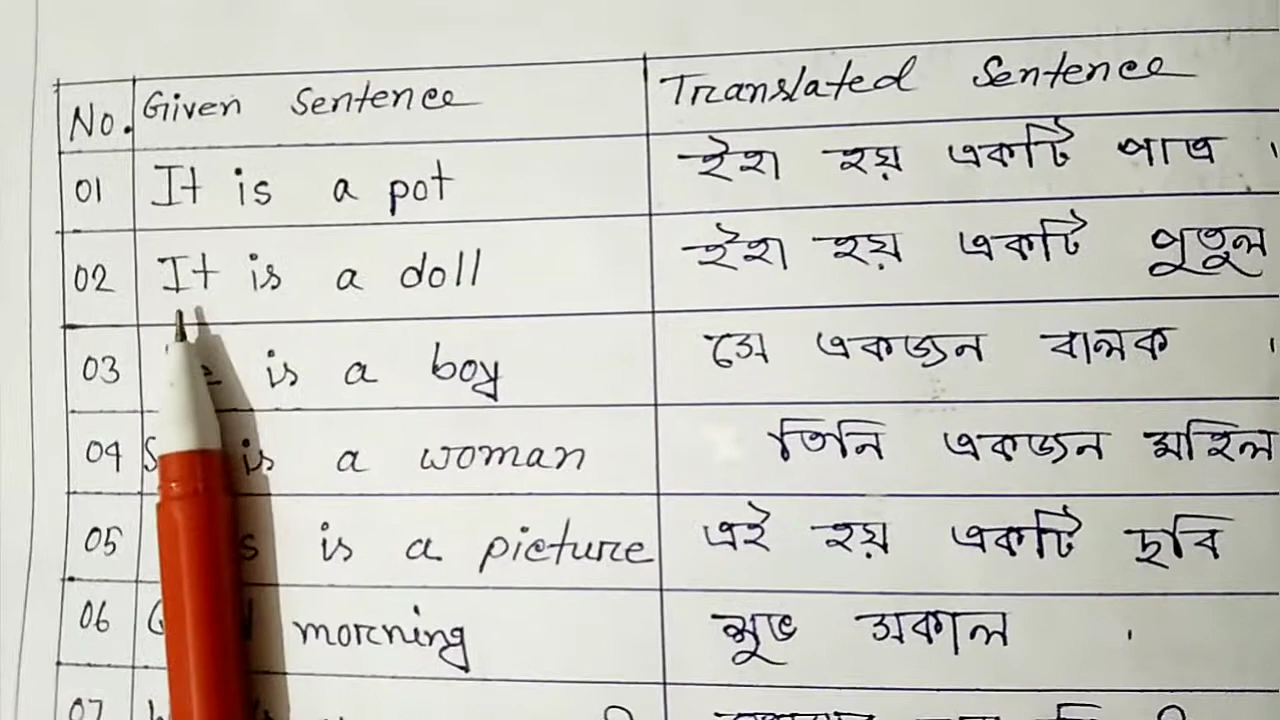 No. Given Sentence Translated Sentence
01 It is a pot ইহা হয় একটি পাত্র ।
02 It is a doll ইহা হয় একটি পুতুল
03 is a boy সে একজন বালক ।
04 is a woman তিনি একজন মহিল
05 is a picture এই হয় একটি ছবি
06 morning শুভ সকাল ।
07